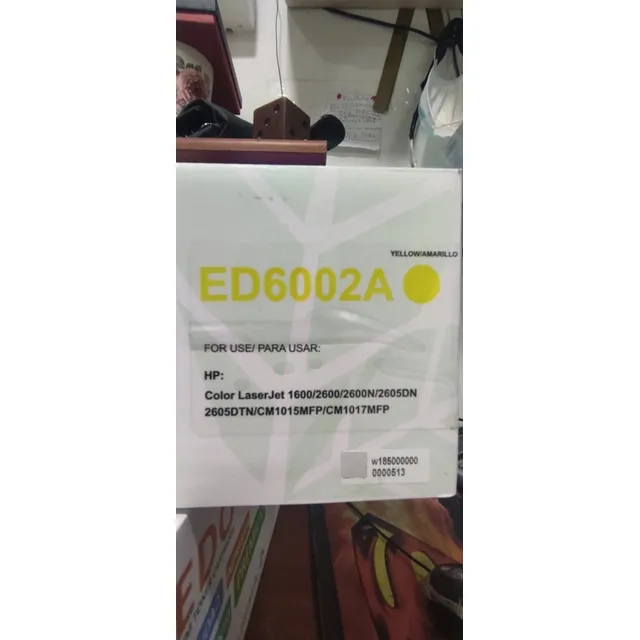 YELLOW/AMARILLO
ED6002A
FOR USE/ PARA USAR:
HP:
Color LaserJet 1600/2600/2600N/2605DN
2605DTN/CM1015MFP/CM1017MFP
w185000000
0000513